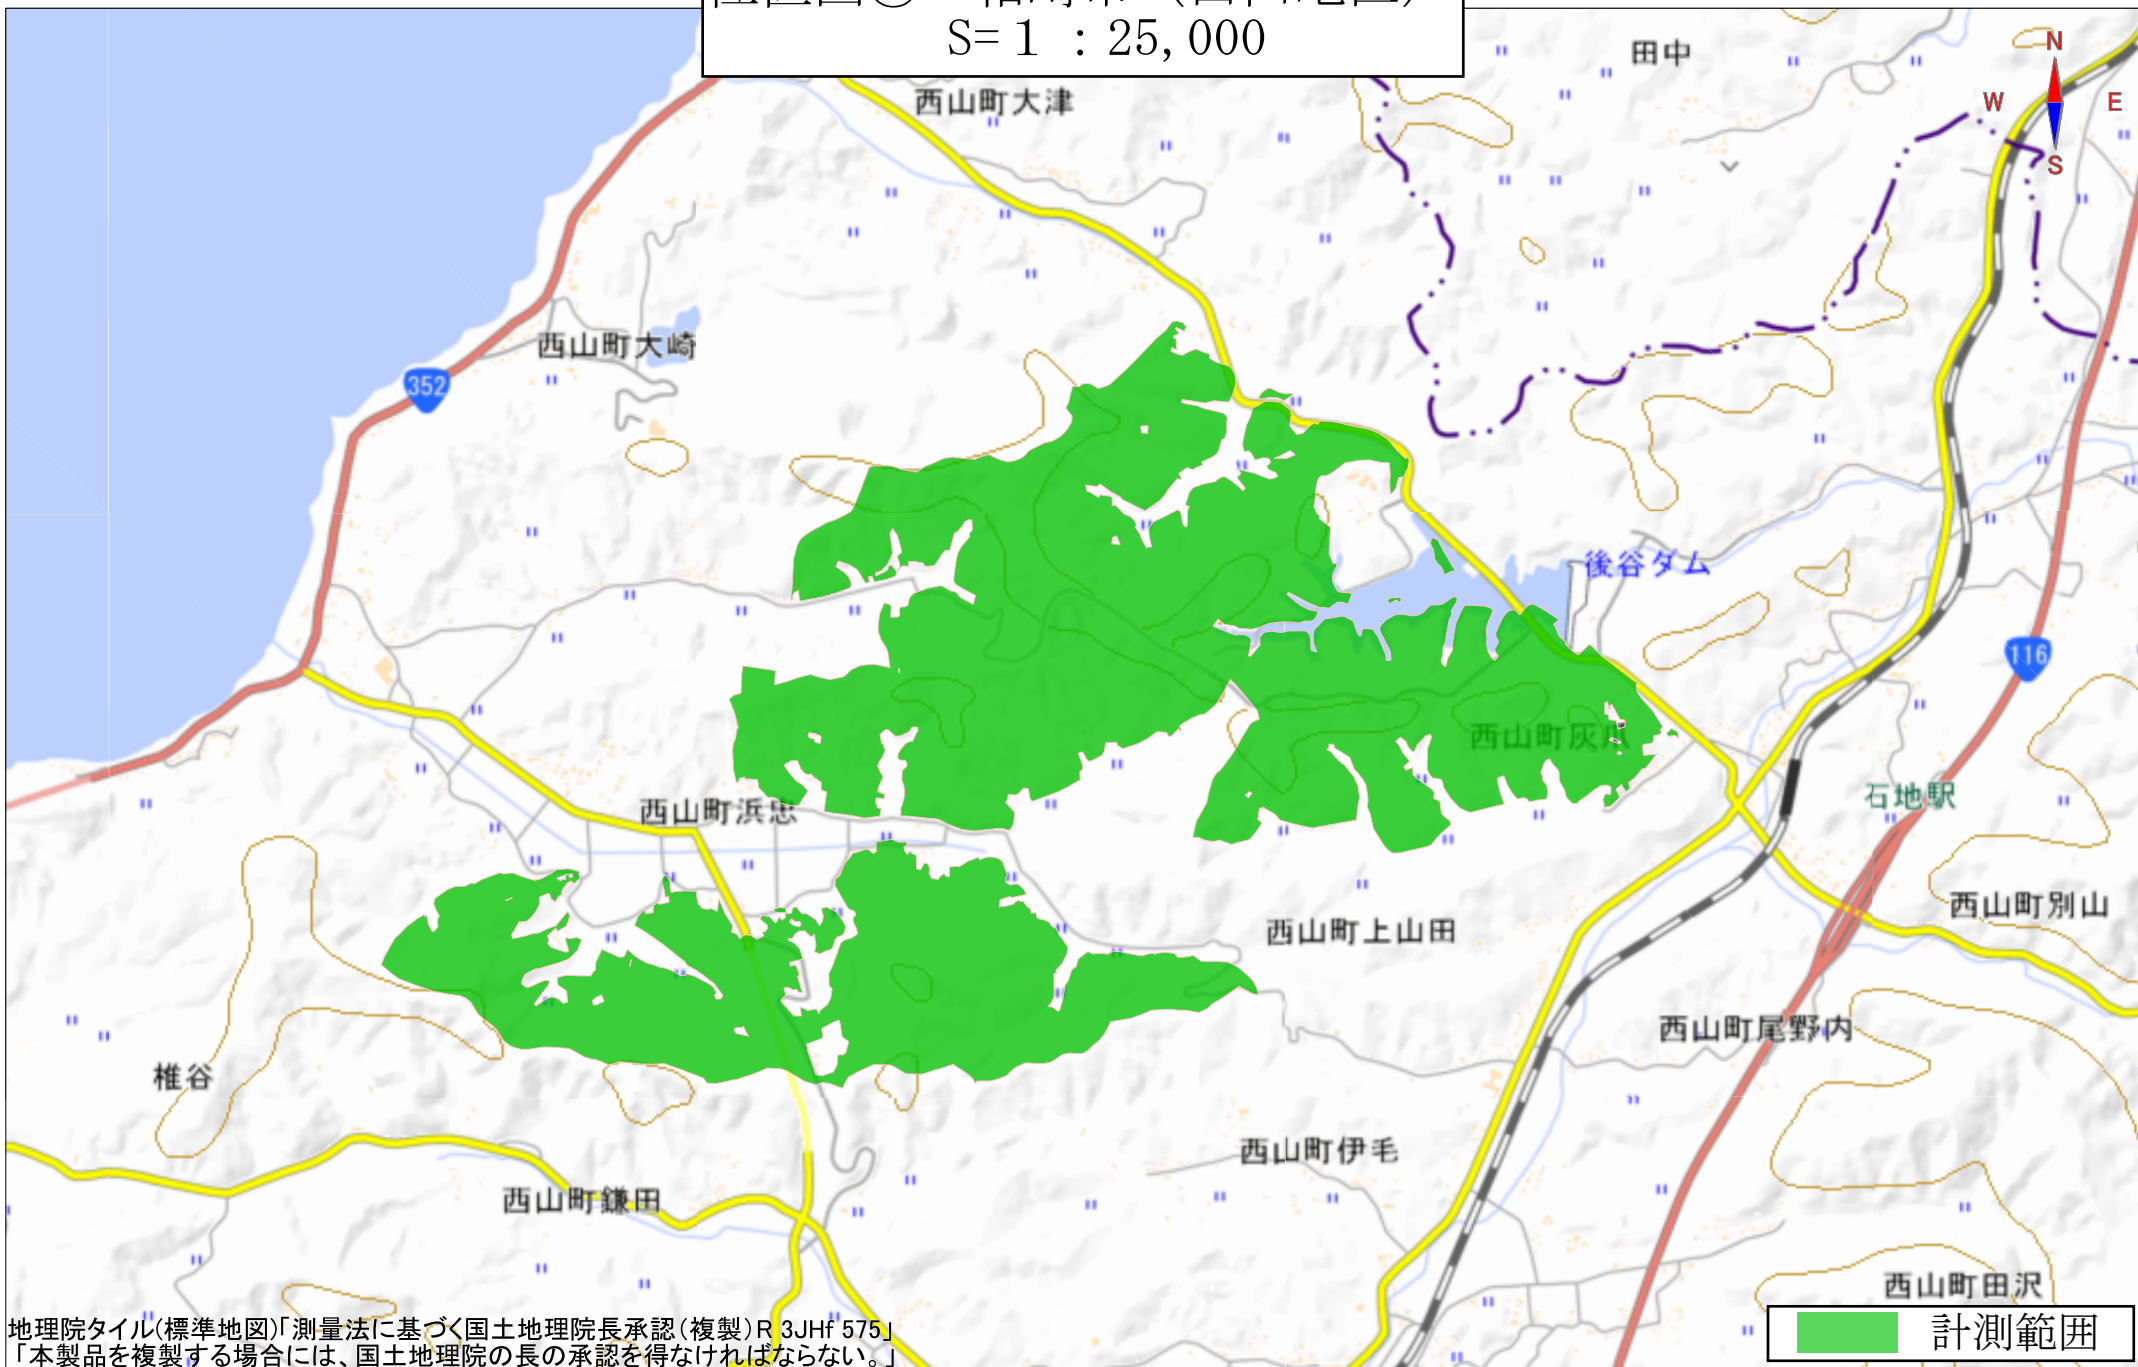 S=１：25,000
田中
N
W
E
S
西山町大津
西山町大崎
352
後谷ダム
116
西山町灰爪
石地駅
西山町浜忠
西山町別山
西山町上山田
西山町尾野内
椎谷
西山町伊毛
西山町鎌田
西山町田沢
計測範囲
地理院タイル(標準地図)「測量法に基づく国土地理院長承認(複製)R 3JHf 575」
「本製品を複製する場合には、国土地理院の長の承認を得なければならない。」